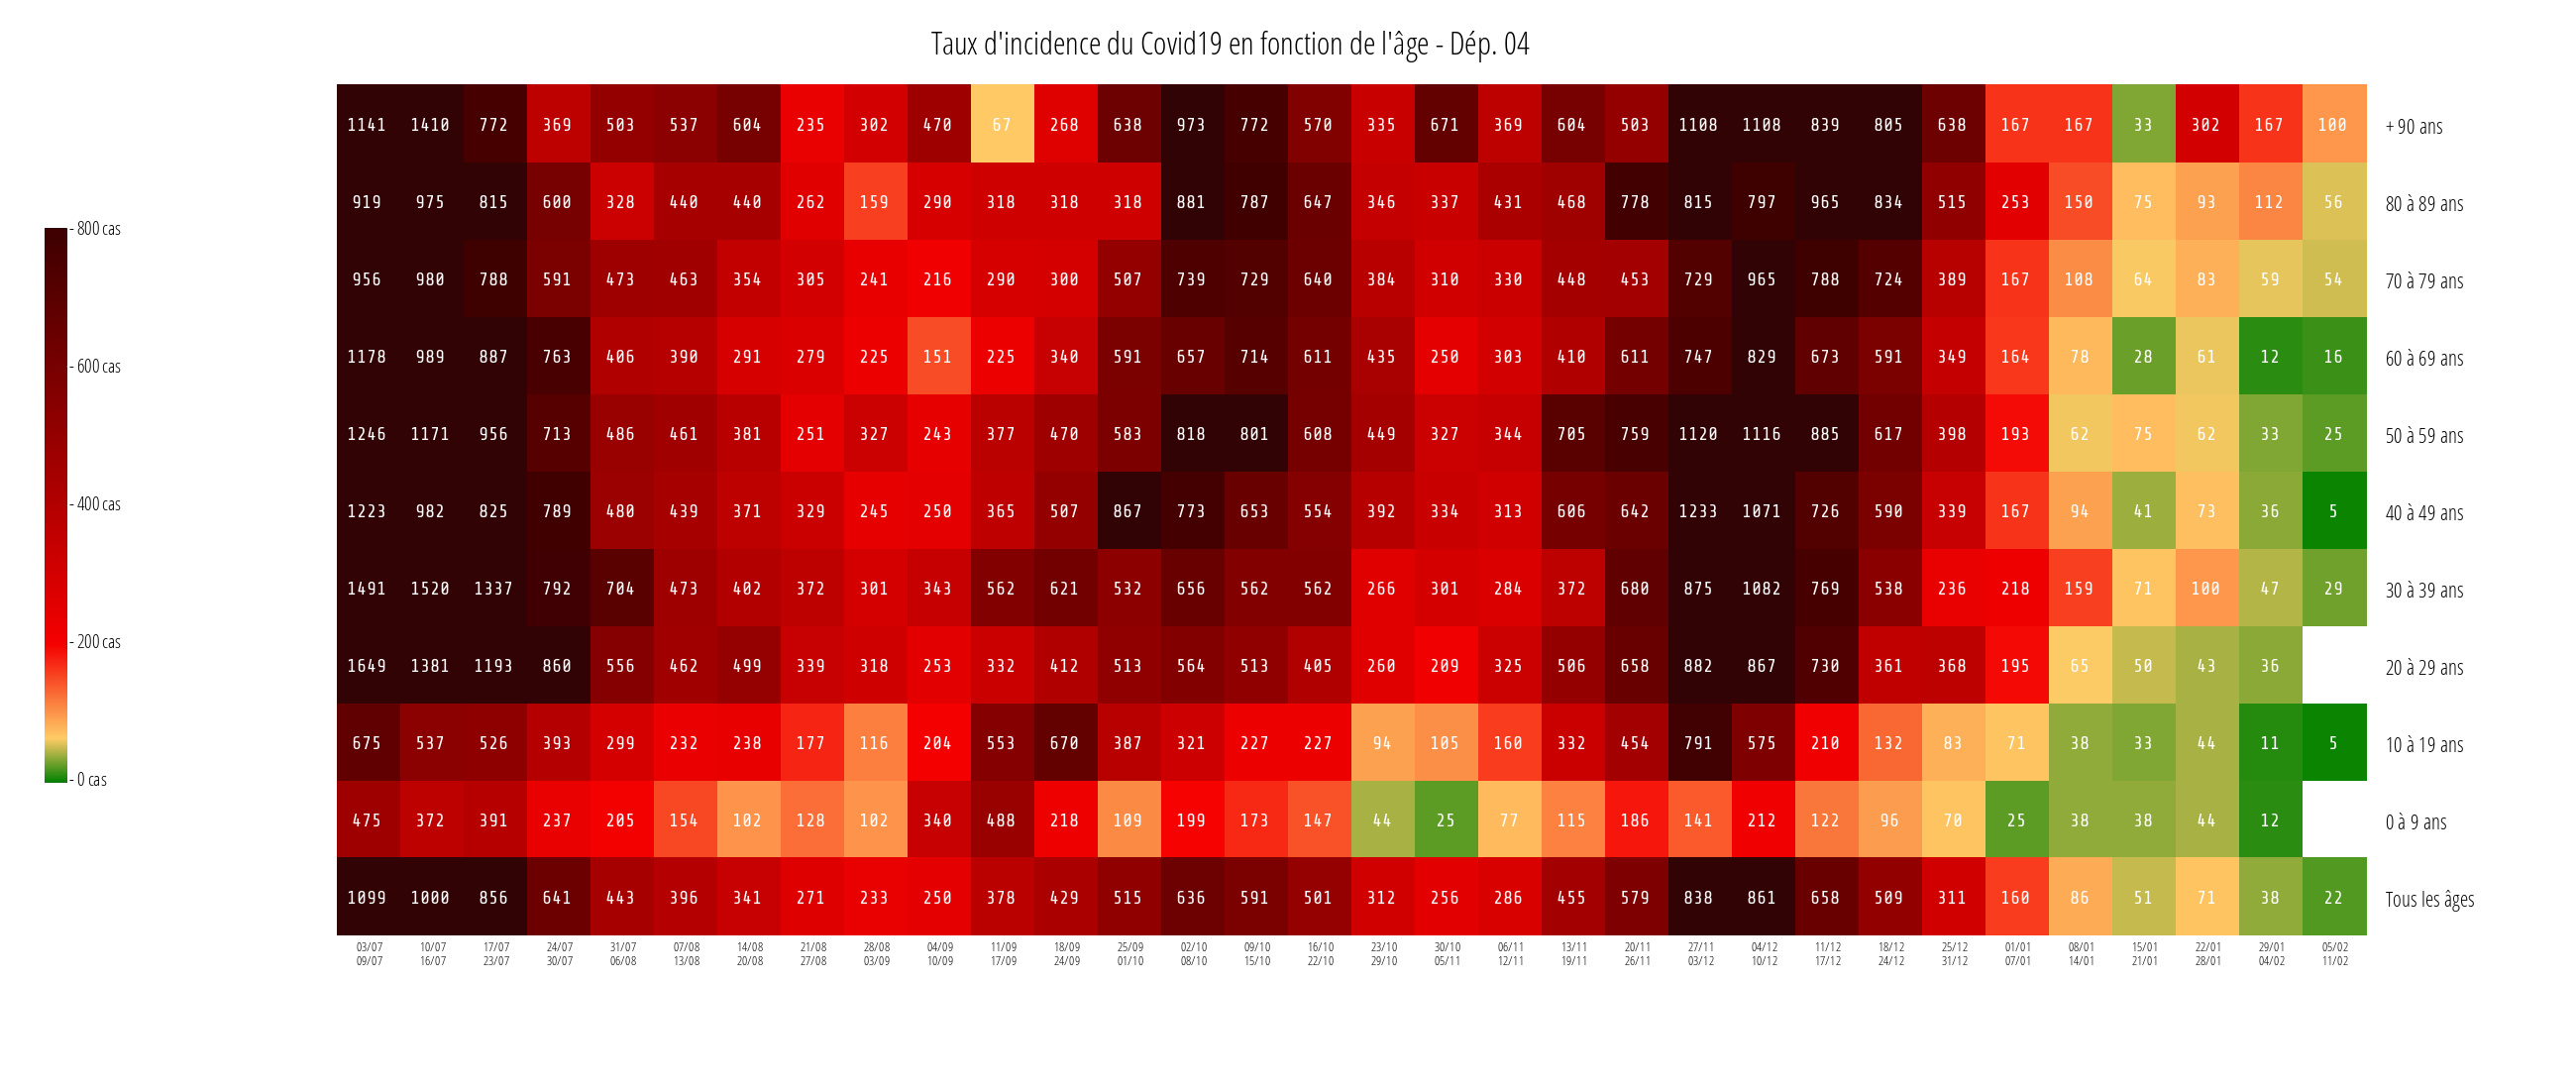 Taux d'incidence du Covid19 en fonction de l'âge - Dép. 04
1141 1410 772 369 503 537 604 235 302 470 67 268 638 973 772 570 335 671 369 604 503 1108 1108 839 805 638 167 167 33 302 167 100 + 90 ans
919 975 815 600 328 440 440 262 159 290 318 318 318 881 787 647 346 337 431 468 778 815 797 965 834 515 253 150 75 93 112 56 80 à 89 ans
956 980 788 591 473 463 354 305 241 216 290 300 507 739 729 640 384 310 330 448 453 729 965 788 724 389 167 108 64 83 59 54 70 à 79 ans
1178 989 887 763 406 390 291 279 225 151 225 340 591 657 714 611 435 250 303 410 611 747 829 673 591 349 164 78 28 61 12 16 60 à 69 ans
1246 1171 956 713 486 461 381 251 327 243 377 470 583 818 801 608 449 327 344 705 759 1120 1116 885 617 398 193 62 75 62 33 25 50 à 59 ans
1223 982 825 789 480 439 371 329 245 250 365 507 867 773 653 554 392 334 313 606 642 1233 1071 726 590 339 167 94 41 73 36 5 40 à 49 ans
1491 1520 1337 792 704 473 402 372 301 343 562 621 532 656 562 562 266 301 284 372 680 875 1082 769 538 236 218 159 71 100 47 29 30 à 39 ans
1649 1381 1193 860 556 462 499 339 318 253 332 412 513 564 513 405 260 209 325 506 658 882 867 730 361 368 195 65 50 43 36 20 à 29 ans
675 537 526 393 299 232 238 177 116 204 553 670 387 321 227 227 94 105 160 332 454 791 575 210 132 83 71 38 33 44 11 5 10 à 19 ans
475 372 391 237 205 154 102 128 102 340 488 218 109 199 173 147 44 25 77 115 186 141 212 122 96 70 25 38 38 44 12 0 à 9 ans
1099 1000 856 641 443 396 341 271 233 250 378 429 515 636 591 501 312 256 286 455 579 838 861 658 509 311 160 86 51 71 38 22 Tous les âges
03/07 10/07 17/07 24/07 31/07 07/08 14/08 21/08 28/08 04/09 11/09 18/09 25/09 02/10 09/10 16/10 23/10 30/10 06/11 13/11 20/11 27/11 04/12 11/12 18/12 25/12 01/01 08/01 15/01 22/01 29/01 05/02
09/07 16/07 23/07 30/07 06/08 13/08 20/08 27/08 03/09 10/09 17/09 24/09 01/10 08/10 15/10 22/10 29/10 05/11 12/11 19/11 26/11 03/12 10/12 17/12 24/12 31/12 07/01 14/01 21/01 28/01 04/02 11/02
- 800 cas
- 600 cas
- 400 cas
- 200 cas
- 0 cas